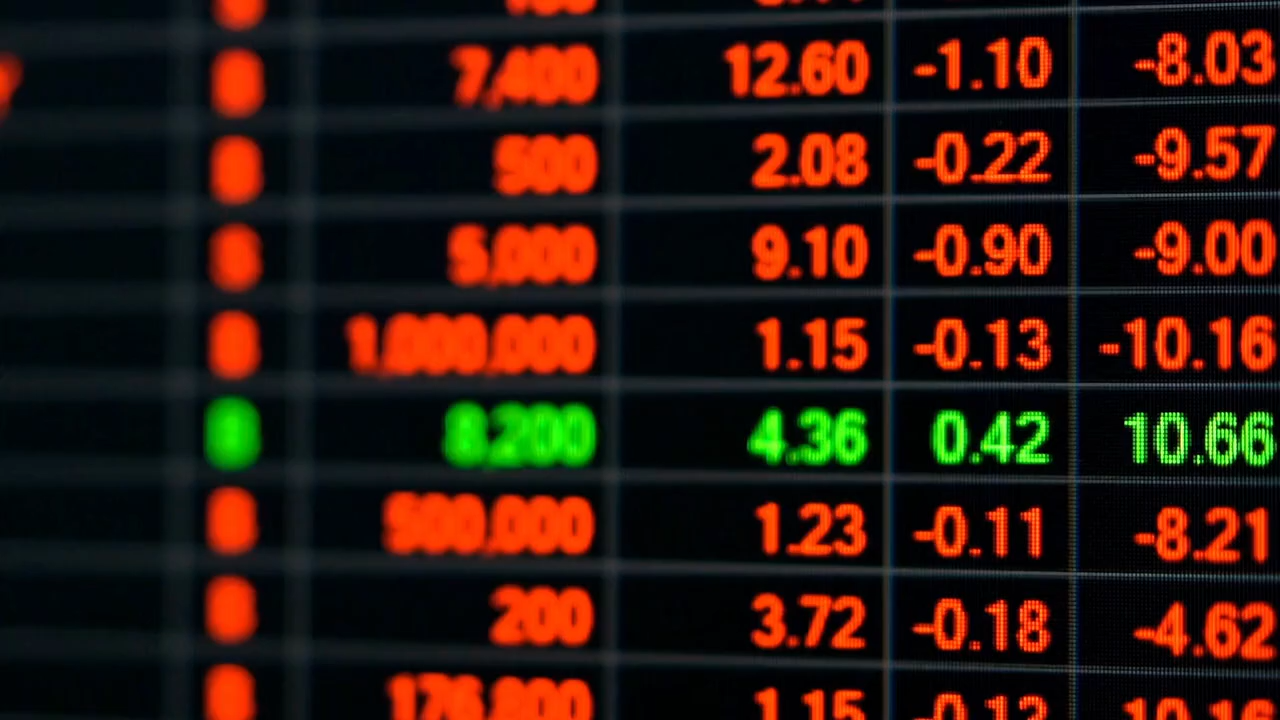 7,400 12.60 -1.10 -8.03
500 2.08 -0.22 -9.57
5,000 9.10 -0.90 -9.00
1,000,000 1.15 -0.13 -10.16
8,200 4.36 0.42 10.66
500,000 1.23 -0.11 -8.21
200 3.72 -0.18 -4.62
1.15 -0.13 -10.16